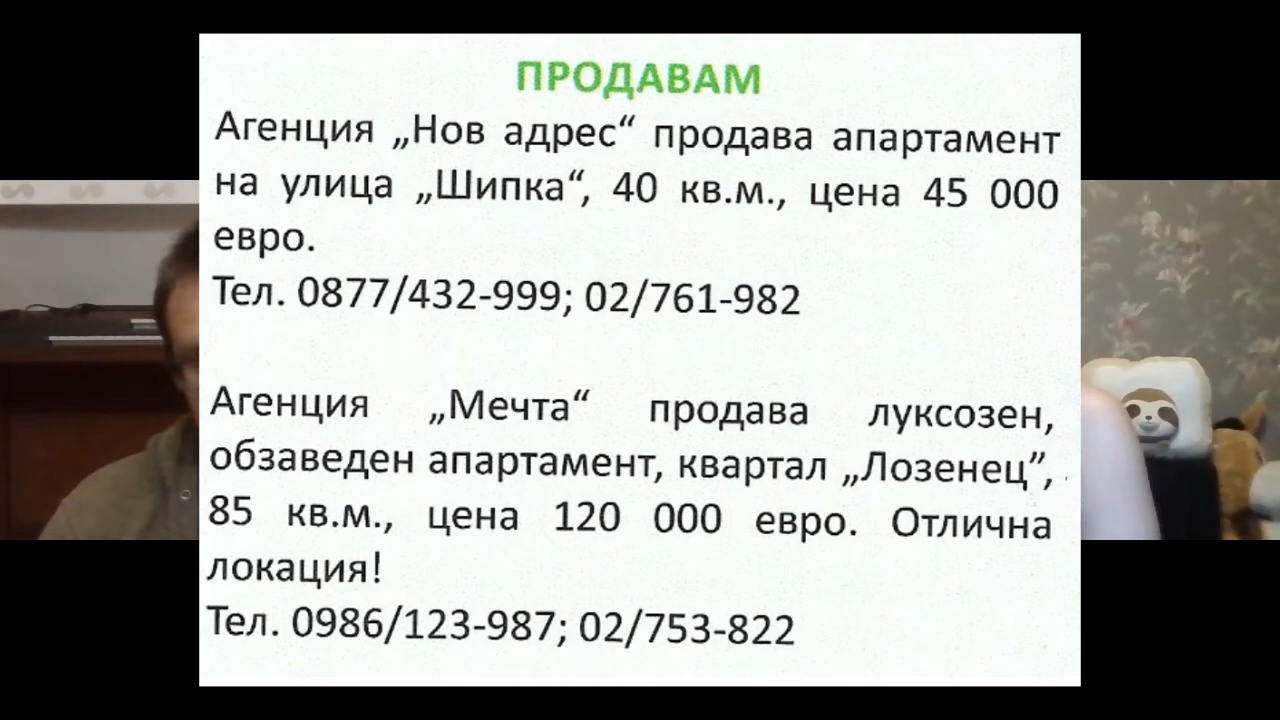 ПРОДАВАМ
Агенция „Нов адрес“ продава апартамент
на улица „Шипка“, 40 кв.м., цена 45 000
евро.
Тел. 0877/432-999; 02/761-982
Агенция „Мечта“ продава луксозен,
обзаведен апартамент, квартал „Лозенец”,
85 кв.м., цена 120 000 евро. Отлична
локация!
Тел. 0986/123-987; 02/753-822